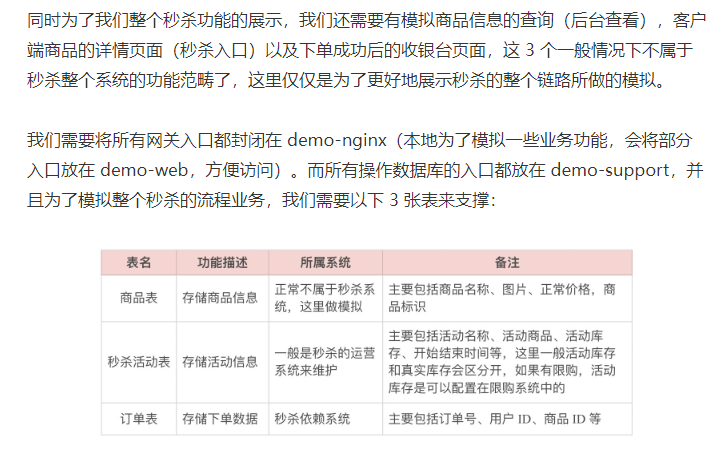 同时为了我们整个秒杀功能的展示，我们还需要有模拟商品信息的查询（后台查看），客户
端商品的详情页面（秒杀入口）以及下单成功后的收银台页面，这 3 个一般情况下不属于
秒杀整个系统的功能范畴了，这里仅仅是为了更好地展示秒杀的整个链路所做的模拟。
我们需要将所有网关入口都封闭在 demo-nginx（本地为了模拟一些业务功能，会将部分
入口放在 demo-web，方便访问）。而所有操作数据库的入口都放在 demo-support，并
且为了模拟整个秒杀的流程业务，我们需要以下 3 张表来支撑：
表名 功能描述 所属系统 备注
商品表 存储商品信息 正常不属于秒杀系
统，这里做模拟 主要包括商品名称、图片、正常价格，商
品标识
秒杀活动表 存储活动信息 一般是秒杀的运营
系统来维护 主要包括活动名称、活动商品、活动库
存、开始结束时间等，这里一般活动库存
和真实库存会区分开，如果有限购，活动
库存是可以配置在限购系统中的
订单表 存储下单数据 秒杀依赖系统 主要包括订单号、用户 ID、商品 ID 等